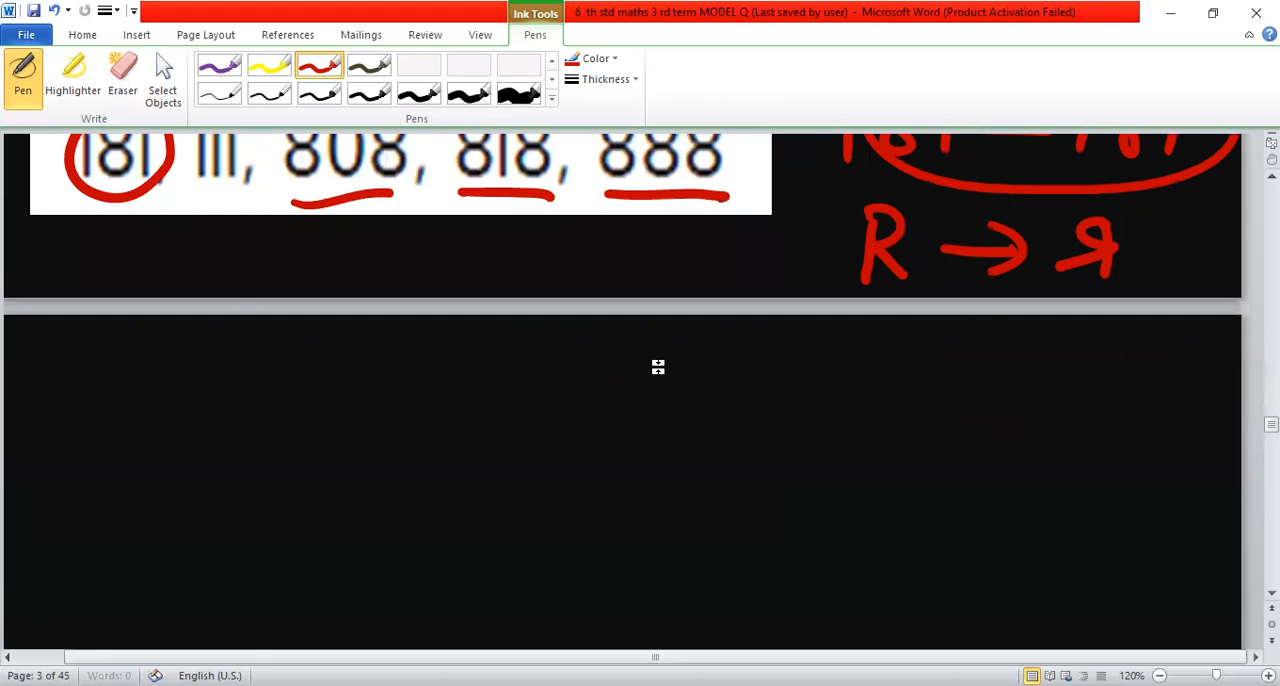 Ink Tools
6 th std maths 3 rd term MODEL Q (Last saved by user) - Microsoft Word (Product Activation Failed)
File Home Insert Page Layout References Mailings Review View Pens
Pen Highlighter Eraser Select Objects
Color
Thickness
Write Pens
181, 111, 808, 818, 888
181 181
R → Я
Page: 3 of 45 Words: 0 English (U.S.) 120%